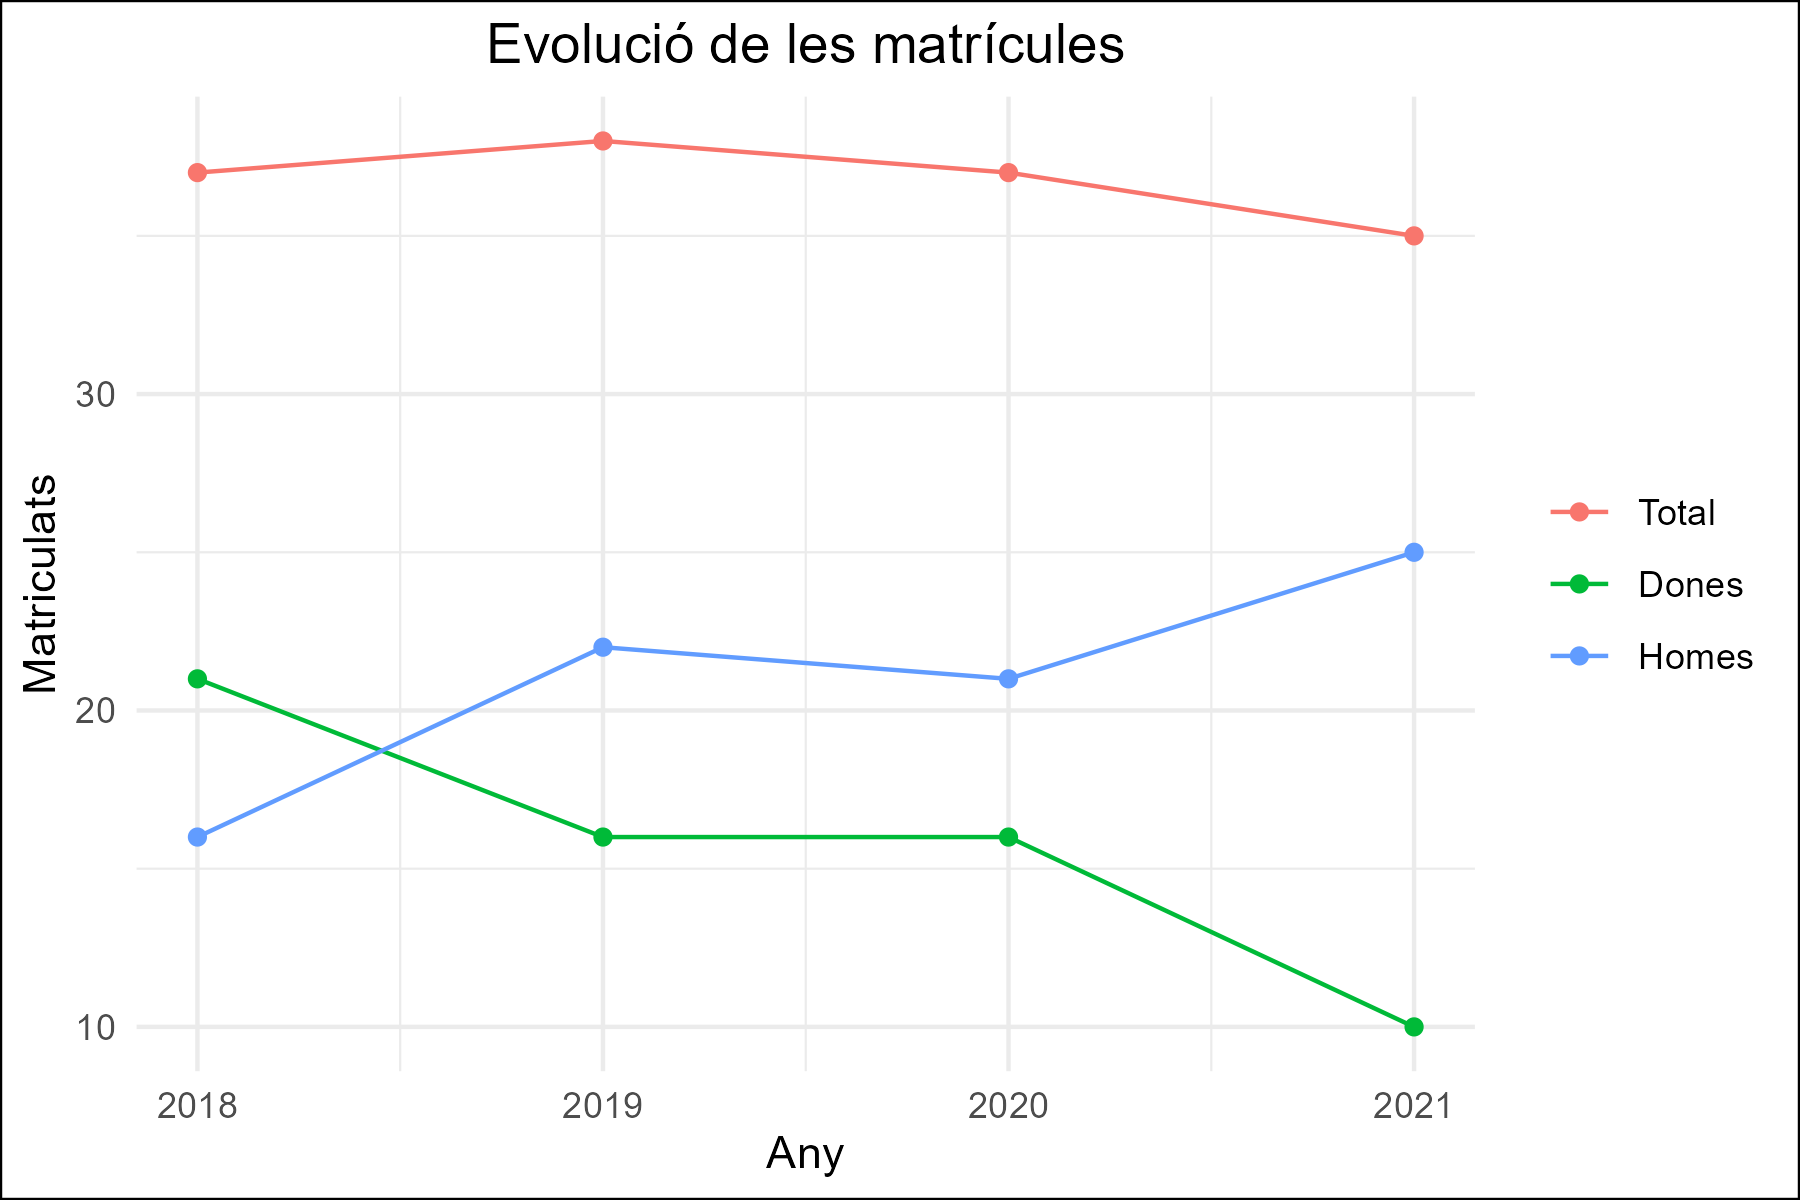 Evolució de les matrícules
Matriculats
30
20
10
2018 2019 2020 2021
Any
Total
Dones
Homes